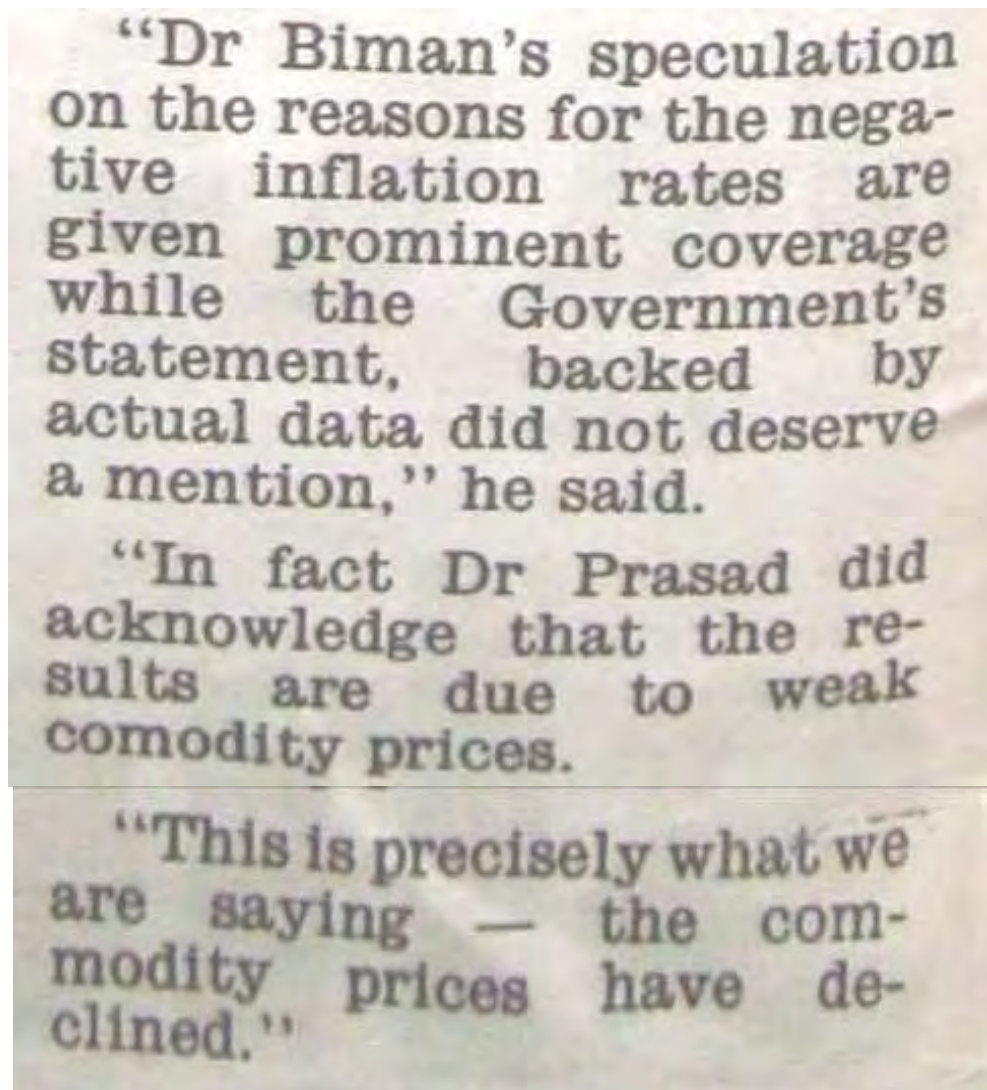 “Dr Biman’s speculation
on the reasons for the nega-
tive inflation rates are
given prominent coverage
while the Government’s
statement, backed by
actual data did not deserve
a mention,” he said.
“In fact Dr Prasad did
acknowledge that the re-
sults are due to weak
comodity prices.
“This is precisely what we
are saying — the com-
modity prices have de-
clined.”